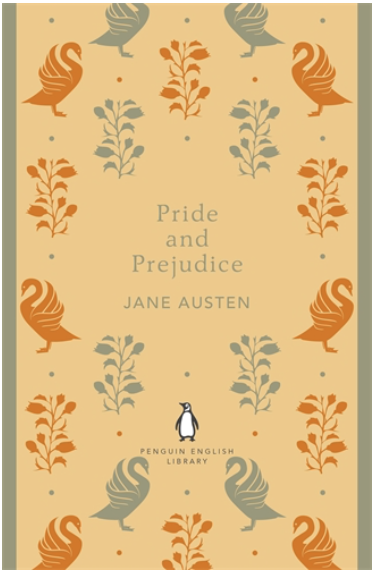 Pride
and
Prejudice
JANE AUSTEN
PENGUIN ENGLISH
LIBRARY